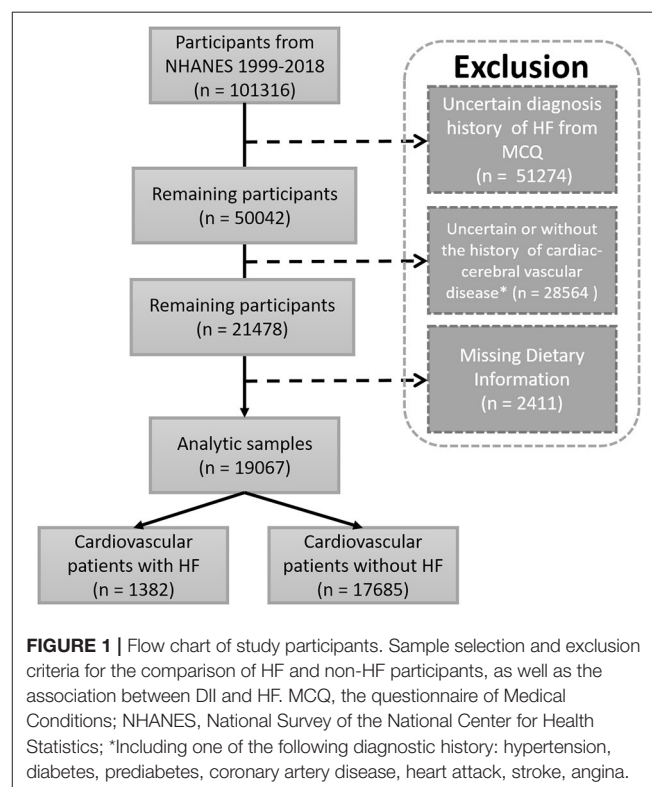 Participants from
NHANES 1999-2018
(n = 101316)
Exclusion
Uncertain diagnosis
history of HF from
MCQ
(n = 51274)
Remaining participants
(n = 50042)
Uncertain or without
the history of cardiac-
cerebral vascular
disease* (n = 28564 )
Remaining participants
(n = 21478)
Missing Dietary
Information
(n = 2411)
Analytic samples
(n = 19067)
Cardiovascular
patients with HF
(n = 1382)
Cardiovascular
patients without HF
(n = 17685)
FIGURE 1 | Flow chart of study participants. Sample selection and exclusion
criteria for the comparison of HF and non-HF participants, as well as the
association between DII and HF. MCQ, the questionnaire of Medical
Conditions; NHANES, National Survey of the National Center for Health
Statistics; *Including one of the following diagnostic history: hypertension,
diabetes, prediabetes, coronary artery disease, heart attack, stroke, angina.